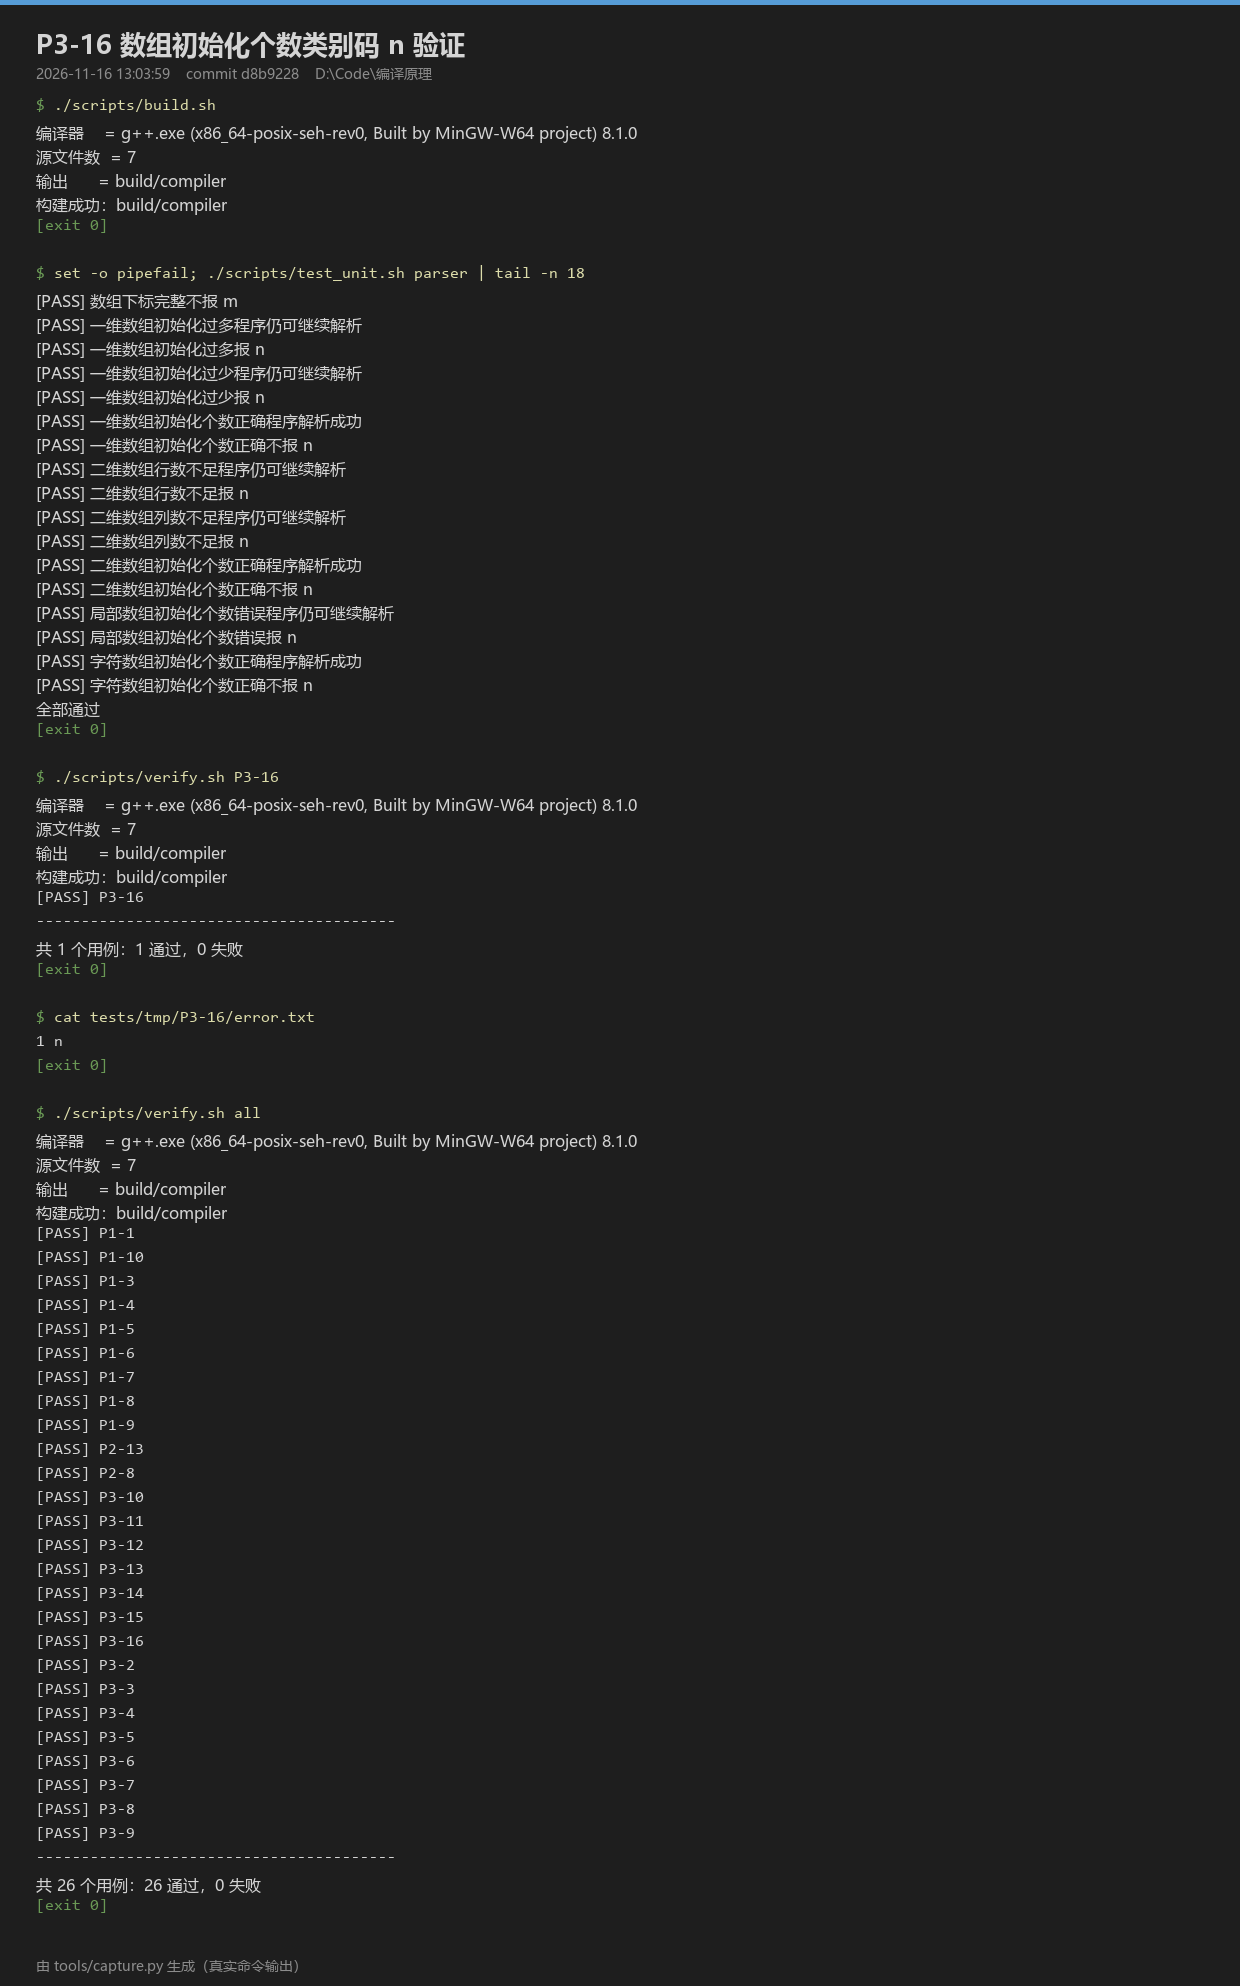 P3-16 数组初始化个数类别码 n 验证
2026-11-16 13:03:59 commit d8b9228 D:\Code\编译原理
$ ./scripts/build.sh
编译器 = g++.exe (x86_64-posix-seh-rev0, Built by MinGW-W64 project) 8.1.0
源文件数 = 7
输出 = build/compiler
构建成功：build/compiler
[exit 0]
$ set -o pipefail; ./scripts/test_unit.sh parser | tail -n 18
[PASS] 数组下标完整不报 m
[PASS] 一维数组初始化过多程序仍可继续解析
[PASS] 一维数组初始化过多报 n
[PASS] 一维数组初始化过少程序仍可继续解析
[PASS] 一维数组初始化过少报 n
[PASS] 一维数组初始化个数正确程序解析成功
[PASS] 一维数组初始化个数正确不报 n
[PASS] 二维数组行数不足程序仍可继续解析
[PASS] 二维数组行数不足报 n
[PASS] 二维数组列数不足程序仍可继续解析
[PASS] 二维数组列数不足报 n
[PASS] 二维数组初始化个数正确程序解析成功
[PASS] 二维数组初始化个数正确不报 n
[PASS] 局部数组初始化个数错误程序仍可继续解析
[PASS] 局部数组初始化个数错误报 n
[PASS] 字符数组初始化个数正确程序解析成功
[PASS] 字符数组初始化个数正确不报 n
全部通过
[exit 0]
$ ./scripts/verify.sh P3-16
编译器 = g++.exe (x86_64-posix-seh-rev0, Built by MinGW-W64 project) 8.1.0
源文件数 = 7
输出 = build/compiler
构建成功：build/compiler
[PASS] P3-16
----------------------------------------
共 1 个用例：1 通过，0 失败
[exit 0]
$ cat tests/tmp/P3-16/error.txt
1 n
[exit 0]
$ ./scripts/verify.sh all
编译器 = g++.exe (x86_64-posix-seh-rev0, Built by MinGW-W64 project) 8.1.0
源文件数 = 7
输出 = build/compiler
构建成功：build/compiler
[PASS] P1-1
[PASS] P1-10
[PASS] P1-3
[PASS] P1-4
[PASS] P1-5
[PASS] P1-6
[PASS] P1-7
[PASS] P1-8
[PASS] P1-9
[PASS] P2-13
[PASS] P2-8
[PASS] P3-10
[PASS] P3-11
[PASS] P3-12
[PASS] P3-13
[PASS] P3-14
[PASS] P3-15
[PASS] P3-16
[PASS] P3-2
[PASS] P3-3
[PASS] P3-4
[PASS] P3-5
[PASS] P3-6
[PASS] P3-7
[PASS] P3-8
[PASS] P3-9
----------------------------------------
共 26 个用例：26 通过，0 失败
[exit 0]
由 tools/capture.py 生成（真实命令输出）